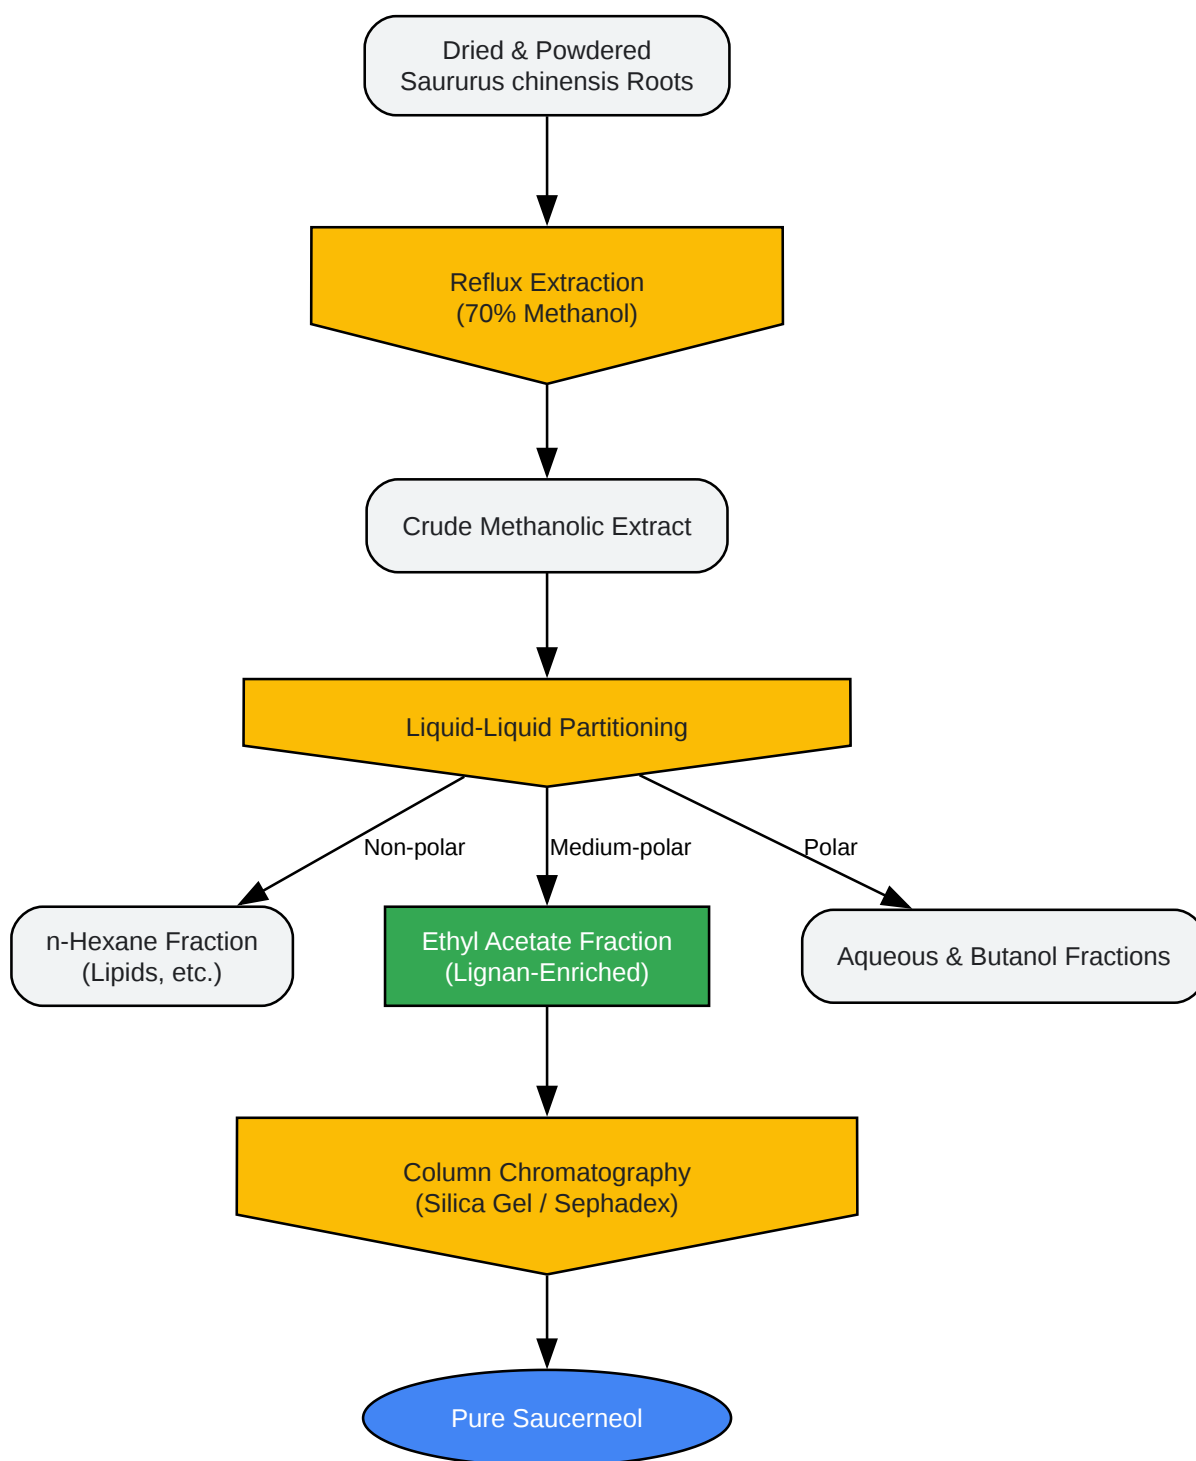 Dried & Powdered
Saururus chinensis Roots
Reflux Extraction
(70% Methanol)
Crude Methanolic Extract
Liquid-Liquid Partitioning
Non-polar
Medium-polar
Polar
n-Hexane Fraction
(Lipids, etc.)
Ethyl Acetate Fraction
(Lignan-Enriched)
Aqueous & Butanol Fractions
Column Chromatography
(Silica Gel / Sephadex)
Pure Saucerneol